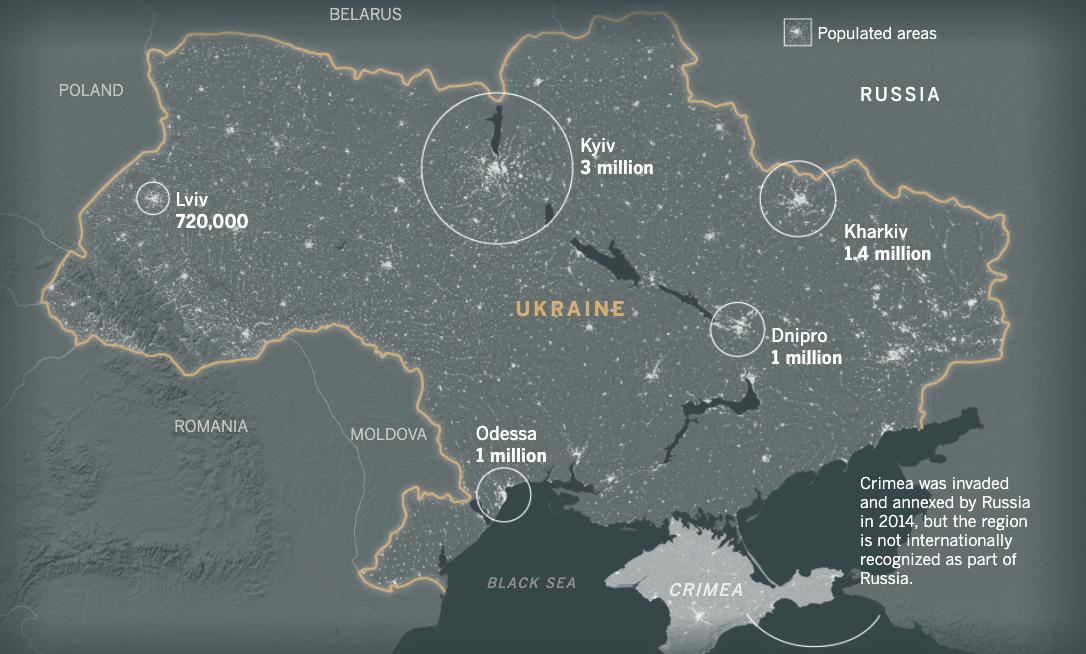 BELARUS
Populated areas
POLAND
RUSSIA
Kyiv
3 million
Lviv
720,000
Kharkiv
1.4 million
UKRAINE
Dnipro
1 million
ROMANIA
MOLDOVA
Odessa
1 million
Crimea was invaded
and annexed by Russia
in 2014, but the region
is not internationally
recognized as part of
Russia.
BLACK SEA
CRIMEA